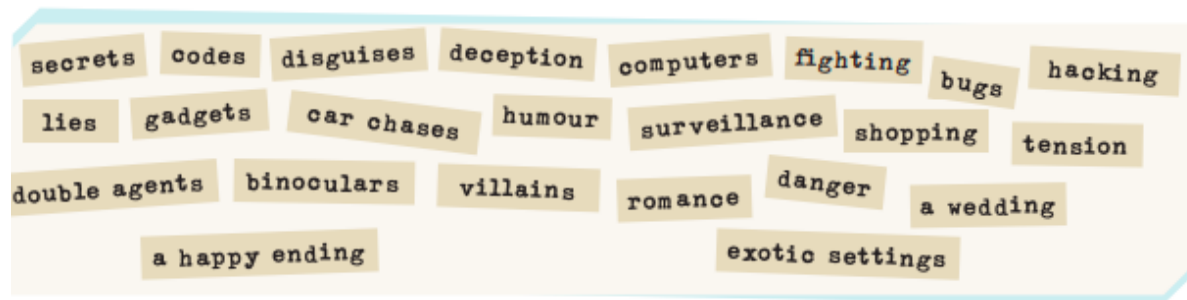 secrets codes disguises deception computers fighting bugs hacking
lies gadgets car chases humour surveillance shopping tension
double agents binoculars villains romance danger a wedding
a happy ending exotic settings